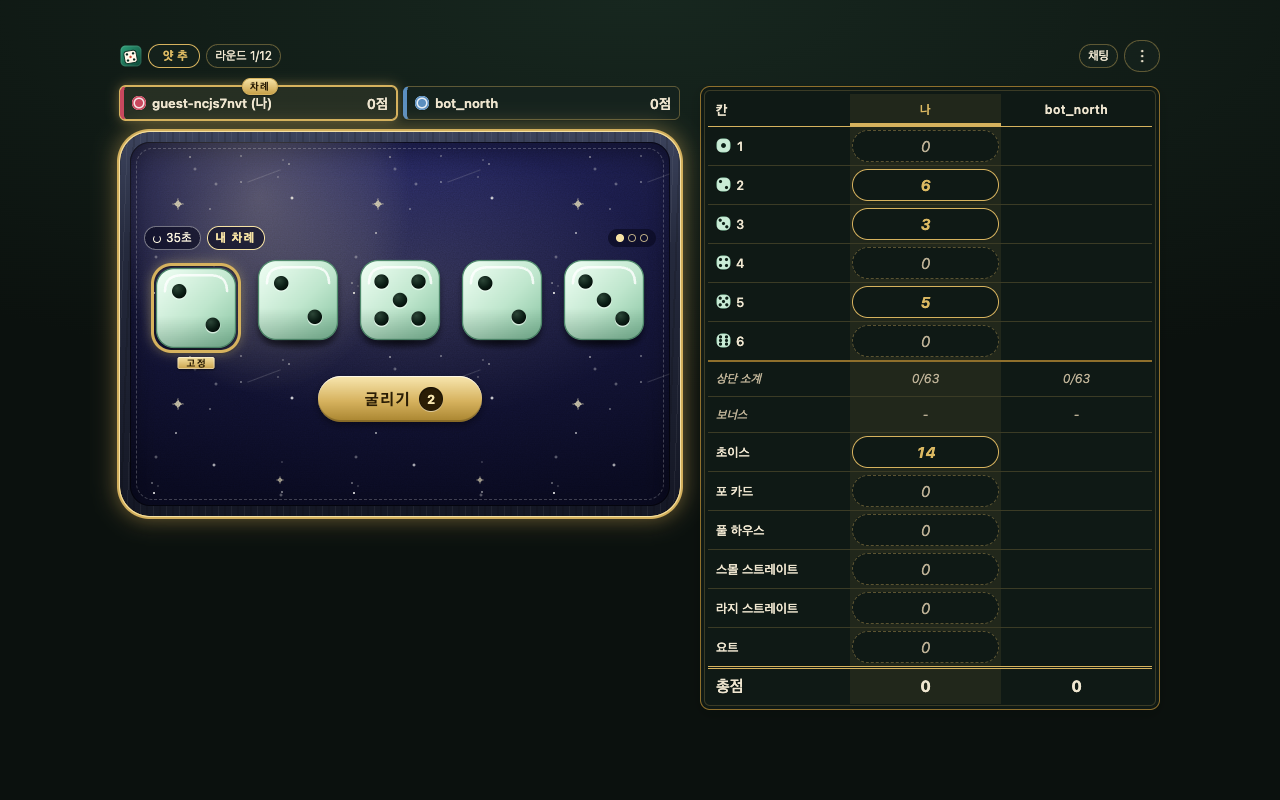 얏 추
라운드 1/12
채팅
차례
guest-ncjs7nvt (나) 0점
bot_north 0점
35초
내 차례
고정
굴리기 2
칸 나 bot_north
1 0
2 6
3 3
4 0
5 5
6 0
상단 소계 0/63 0/63
보너스 - -
초이스 14
포 카드 0
풀 하우스 0
스몰 스트레이트 0
라지 스트레이트 0
요트 0
총점 0 0